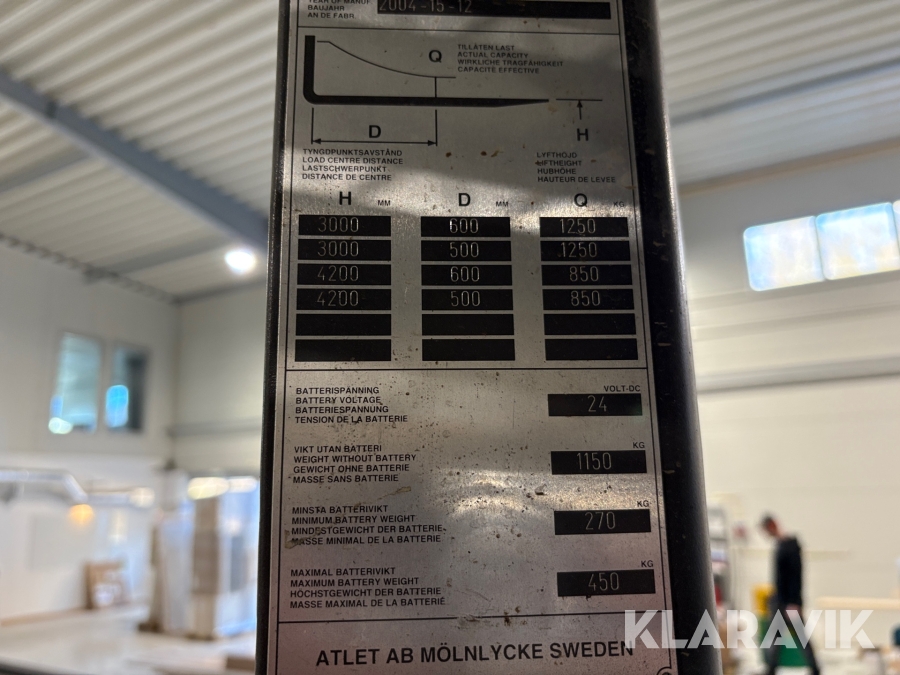 YEAR OF MANUF
BAUJAHR
AN DE FABR.
2004-15-12
Q
TILLÅTEN LAST
ACTUAL CAPACITY
WIRKLICHE TRAGFÄHIGKEIT
CAPACITE EFFECTIVE
D
H
TYNGDPUNKTSAVSTÅND
LOAD CENTRE DISTANCE
LASTSCHWERPUNKT
DISTANCE DE CENTRE
LYFTHÖJD
LIFTHEIGHT
HUBHÖHE
HAUTEUR DE LEVEE
H MM D MM Q KG
3000 600 1250
3000 500 1250
4200 600 850
4200 500 850
BATTERISPÄNNING
BATTERY VOLTAGE
BATTERIESPANNUNG
TENSION DE LA BATTERIE
VOLT-DC
24
VIKT UTAN BATTERI
WEIGHT WITHOUT BATTERY
GEWICHT OHNE BATTERIE
MASSE SANS BATTERIE
KG
1150
MINSTA BATTERIVIKT
MINIMUM BATTERY WEIGHT
MINDESTGEWICHT DER BATTERIE
MASSE MINIMAL DE LA BATTERIE
KG
270
MAXIMAL BATTERIVIKT
MAXIMUM BATTERY WEIGHT
HÖCHSTGEWICHT DER BATTERIE
MASSE MAXIMAL DE LA BATTERIE
KG
450
ATLET AB MÖLNLYCKE SWEDEN
KLARAVIK